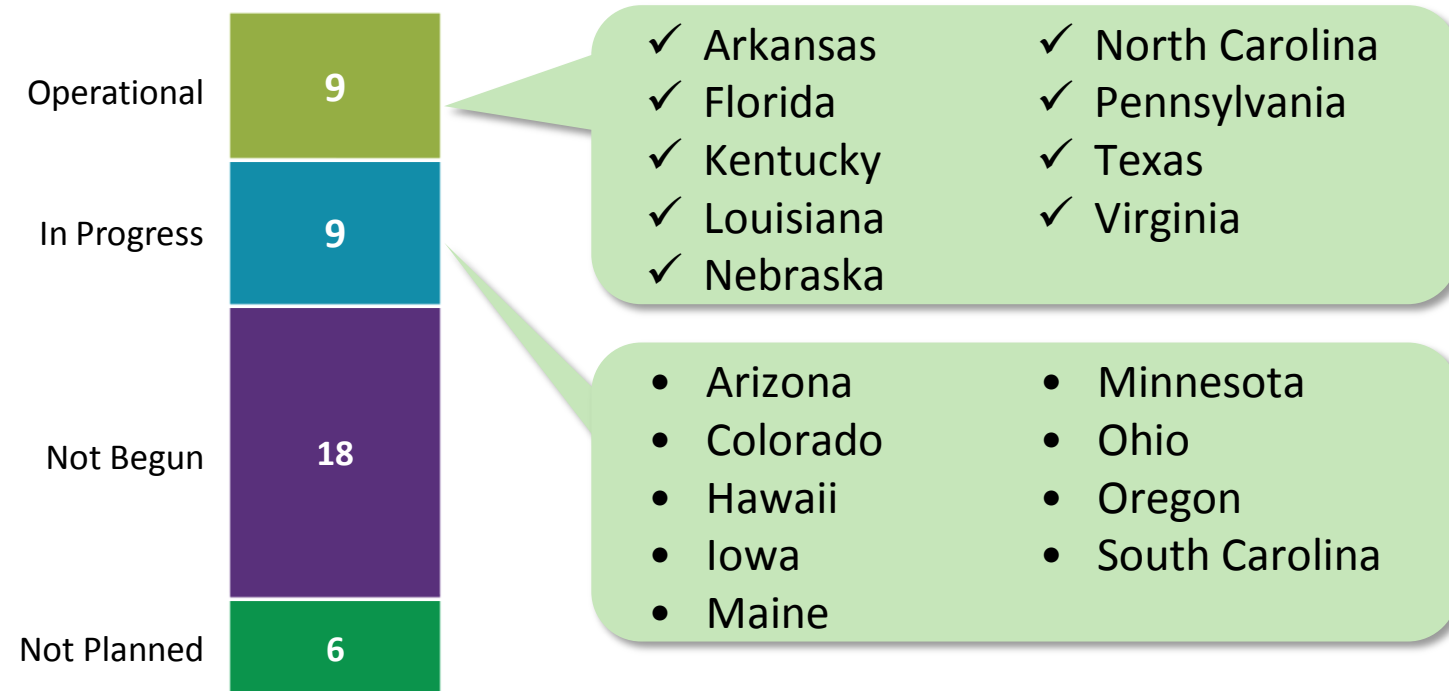 Operational
9
✓ Arkansas
✓ Florida
✓ Kentucky
✓ Louisiana
✓ Nebraska
✓ North Carolina
✓ Pennsylvania
✓ Texas
✓ Virginia
In Progress
9
• Arizona
• Colorado
• Hawaii
• Iowa
• Maine
• Minnesota
• Ohio
• Oregon
• South Carolina
Not Begun
18
Not Planned
6